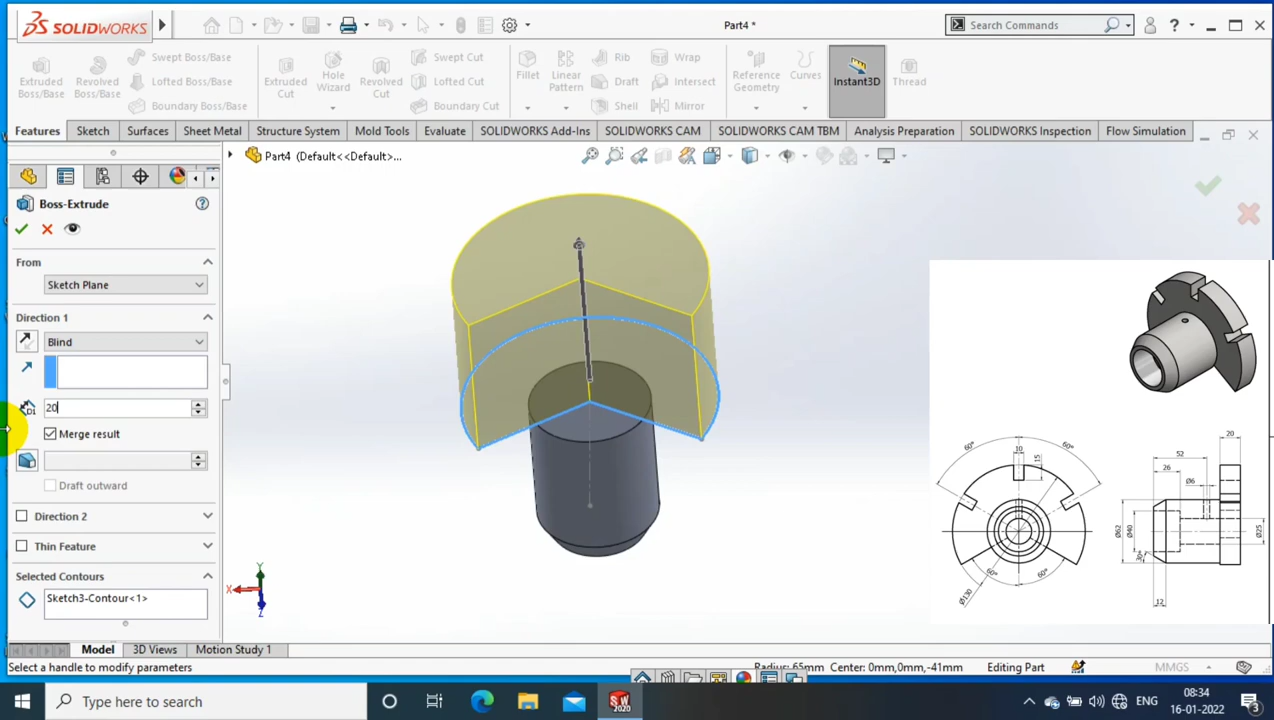 SOLIDWORKS
Part4 *
Search Commands
Extruded Boss/Base
Revolved Boss/Base
Swept Boss/Base
Lofted Boss/Base
Boundary Boss/Base
Extruded Cut
Hole Wizard
Revolved Cut
Swept Cut
Lofted Cut
Boundary Cut
Fillet
Linear Pattern
Rib
Draft
Shell
Wrap
Intersect
Mirror
Reference Geometry
Curves
Instant3D
Thread
Features Sketch Surfaces Sheet Metal Structure System Mold Tools Evaluate SOLIDWORKS Add-Ins SOLIDWORKS CAM SOLIDWORKS CAM TBM Analysis Preparation SOLIDWORKS Inspection Flow Simulation
Part4 (Default<<Default>...
Boss-Extrude
From
Sketch Plane
Direction 1
Blind
20
Merge result
Draft outward
Direction 2
Thin Feature
Selected Contours
Sketch3-Contour<1>
Y
X
Z
60°
60°
10
15
60°
60°
Ø130
20
52
26
Ø6
Ø62
Ø40
Ø25
30°
12
Model 3D Views Motion Study 1
Select a handle to modify parameters
Radius: 65mm Center: 0mm,0mm,-41mm
Editing Part
MMGS
Type here to search
SW
2020
ENG
08:34
16-01-2022
3